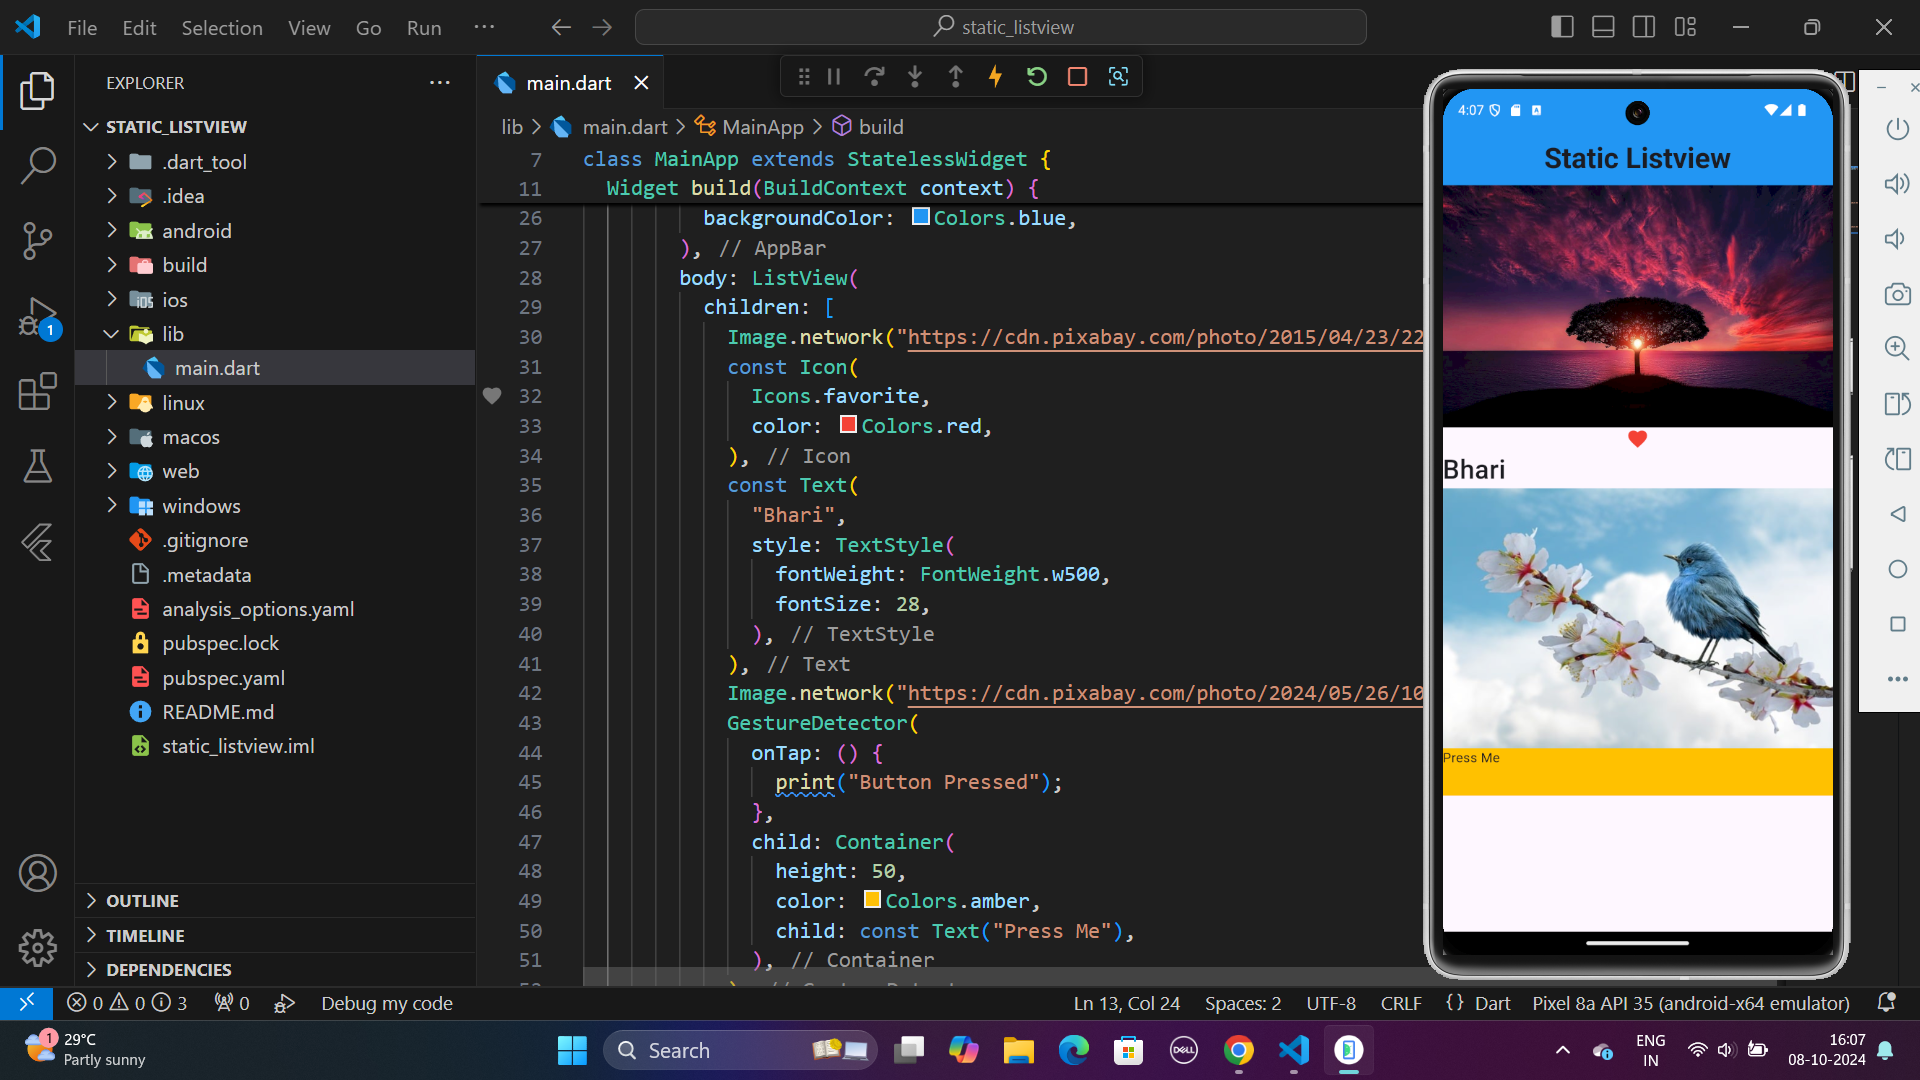 File Edit Selection View Go Run ···
static_listview
EXPLORER
STATIC_LISTVIEW
.dart_tool
.idea
android
build
ios
lib
main.dart
linux
macos
web
windows
.gitignore
.metadata
analysis_options.yaml
pubspec.lock
pubspec.yaml
README.md
static_listview.iml
OUTLINE
TIMELINE
DEPENDENCIES
1
main.dart
lib > main.dart > MainApp > build
7 class MainApp extends StatelessWidget {
11 Widget build(BuildContext context) {
26 backgroundColor: Colors.blue,
27 ), // AppBar
28 body: ListView(
29 children: [
30 Image.network("https://cdn.pixabay.com/photo/2015/04/23/22
31 const Icon(
32 Icons.favorite,
33 color: Colors.red,
34 ), // Icon
35 const Text(
36 "Bhari",
37 style: TextStyle(
38 fontWeight: FontWeight.w500,
39 fontSize: 28,
40 ), // TextStyle
41 ), // Text
42 Image.network("https://cdn.pixabay.com/photo/2024/05/26/10
43 GestureDetector(
44 onTap: () {
45 print("Button Pressed");
46 },
47 child: Container(
48 height: 50,
49 color: Colors.amber,
50 child: const Text("Press Me"),
51 ), // Container
4:07
Static Listview
Bhari
Press Me
0 0 3 0 Debug my code
Ln 13, Col 24 Spaces: 2 UTF-8 CRLF {} Dart Pixel 8a API 35 (android-x64 emulator)
1
29°C
Partly sunny
Search
DELL
ENG
IN
16:07
08-10-2024